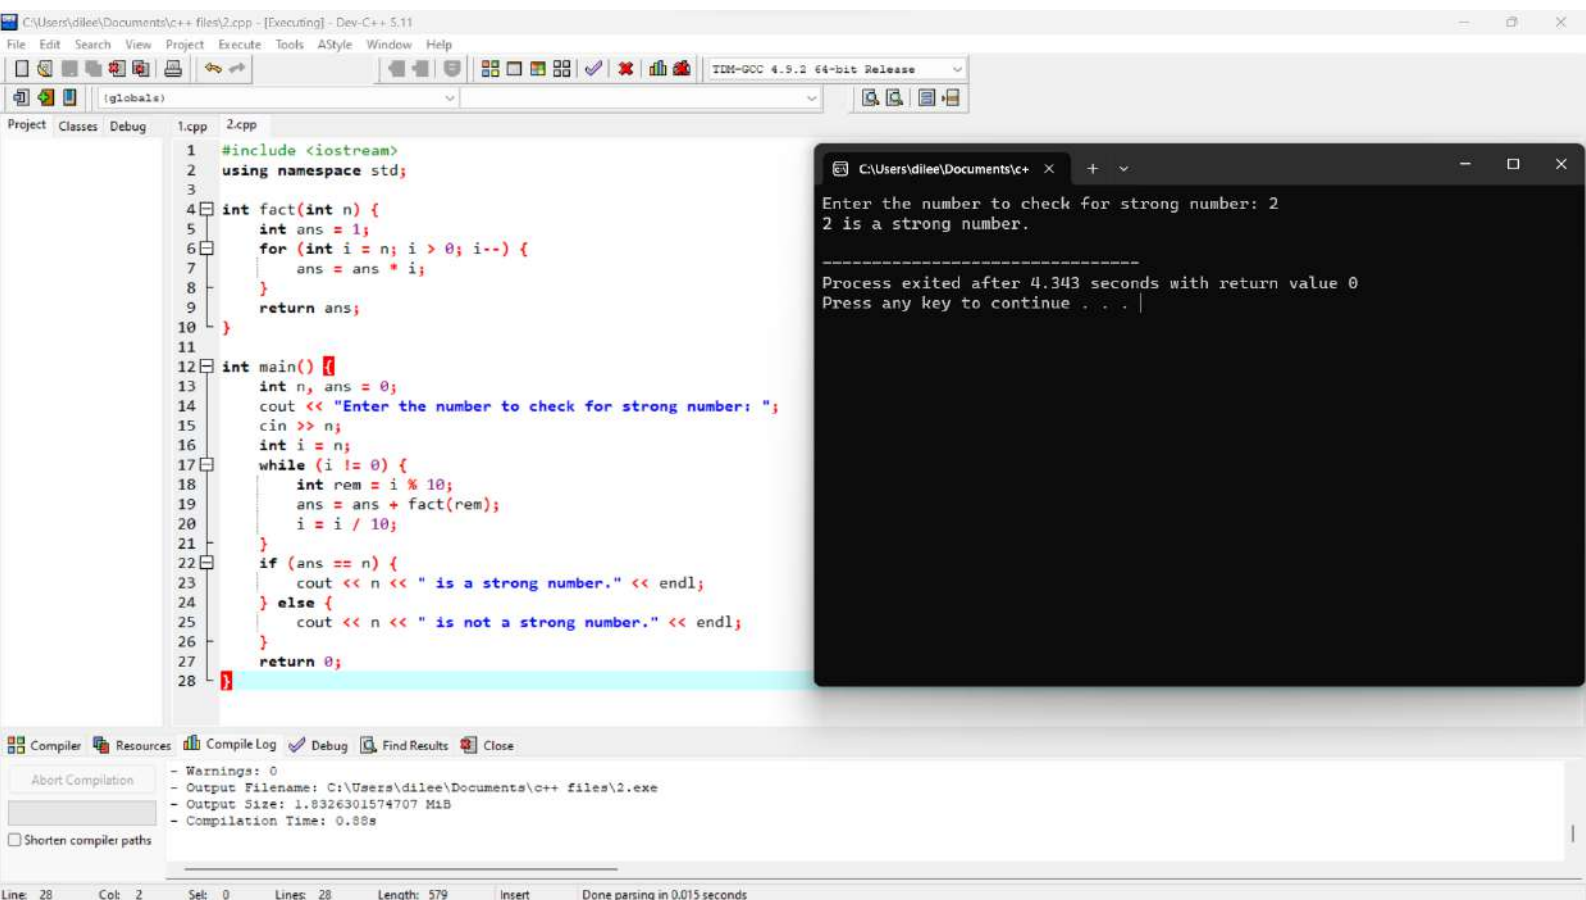 C:\Users\dilee\Documents\c++ files\2.cpp - [Executing] - Dev-C++ 5.11
File Edit Search View Project Execute Tools AStyle Window Help
TDM-GCC 4.9.2 64-bit Release
(globals)
Project Classes Debug 1.cpp 2.cpp
1 #include <iostream>
2 using namespace std;
3
4 int fact(int n) {
5 int ans = 1;
6 for (int i = n; i > 0; i--) {
7 ans = ans * i;
8 }
9 return ans;
10 }
11
12 int main() {
13 int n, ans = 0;
14 cout << "Enter the number to check for strong number: ";
15 cin >> n;
16 int i = n;
17 while (i != 0) {
18 int rem = i % 10;
19 ans = ans + fact(rem);
20 i = i / 10;
21 }
22 if (ans == n) {
23 cout << n << " is a strong number." << endl;
24 } else {
25 cout << n << " is not a strong number." << endl;
26 }
27 return 0;
28 }
C:\Users\dilee\Documents\c+
Enter the number to check for strong number: 2
2 is a strong number.
--------------------------------
Process exited after 4.343 seconds with return value 0
Press any key to continue . . .
Compiler Resources Compile Log Debug Find Results Close
Abort Compilation
Shorten compiler paths
- Warnings: 0
- Output Filename: C:\Users\dilee\Documents\c++ files\2.exe
- Output Size: 1.8326301574707 MiB
- Compilation Time: 0.88s
Line: 28 Col: 2 Sel: 0 Lines: 28 Length: 579 Insert Done parsing in 0.015 seconds